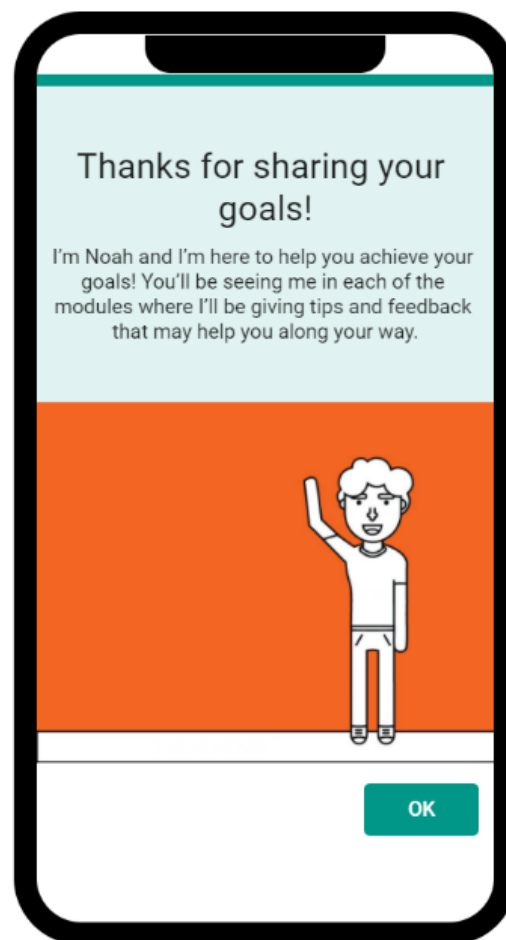 Thanks for sharing your
goals!
I'm Noah and I'm here to help you achieve your
goals! You'll be seeing me in each of the
modules where I'll be giving tips and feedback
that may help you along your way.
OK